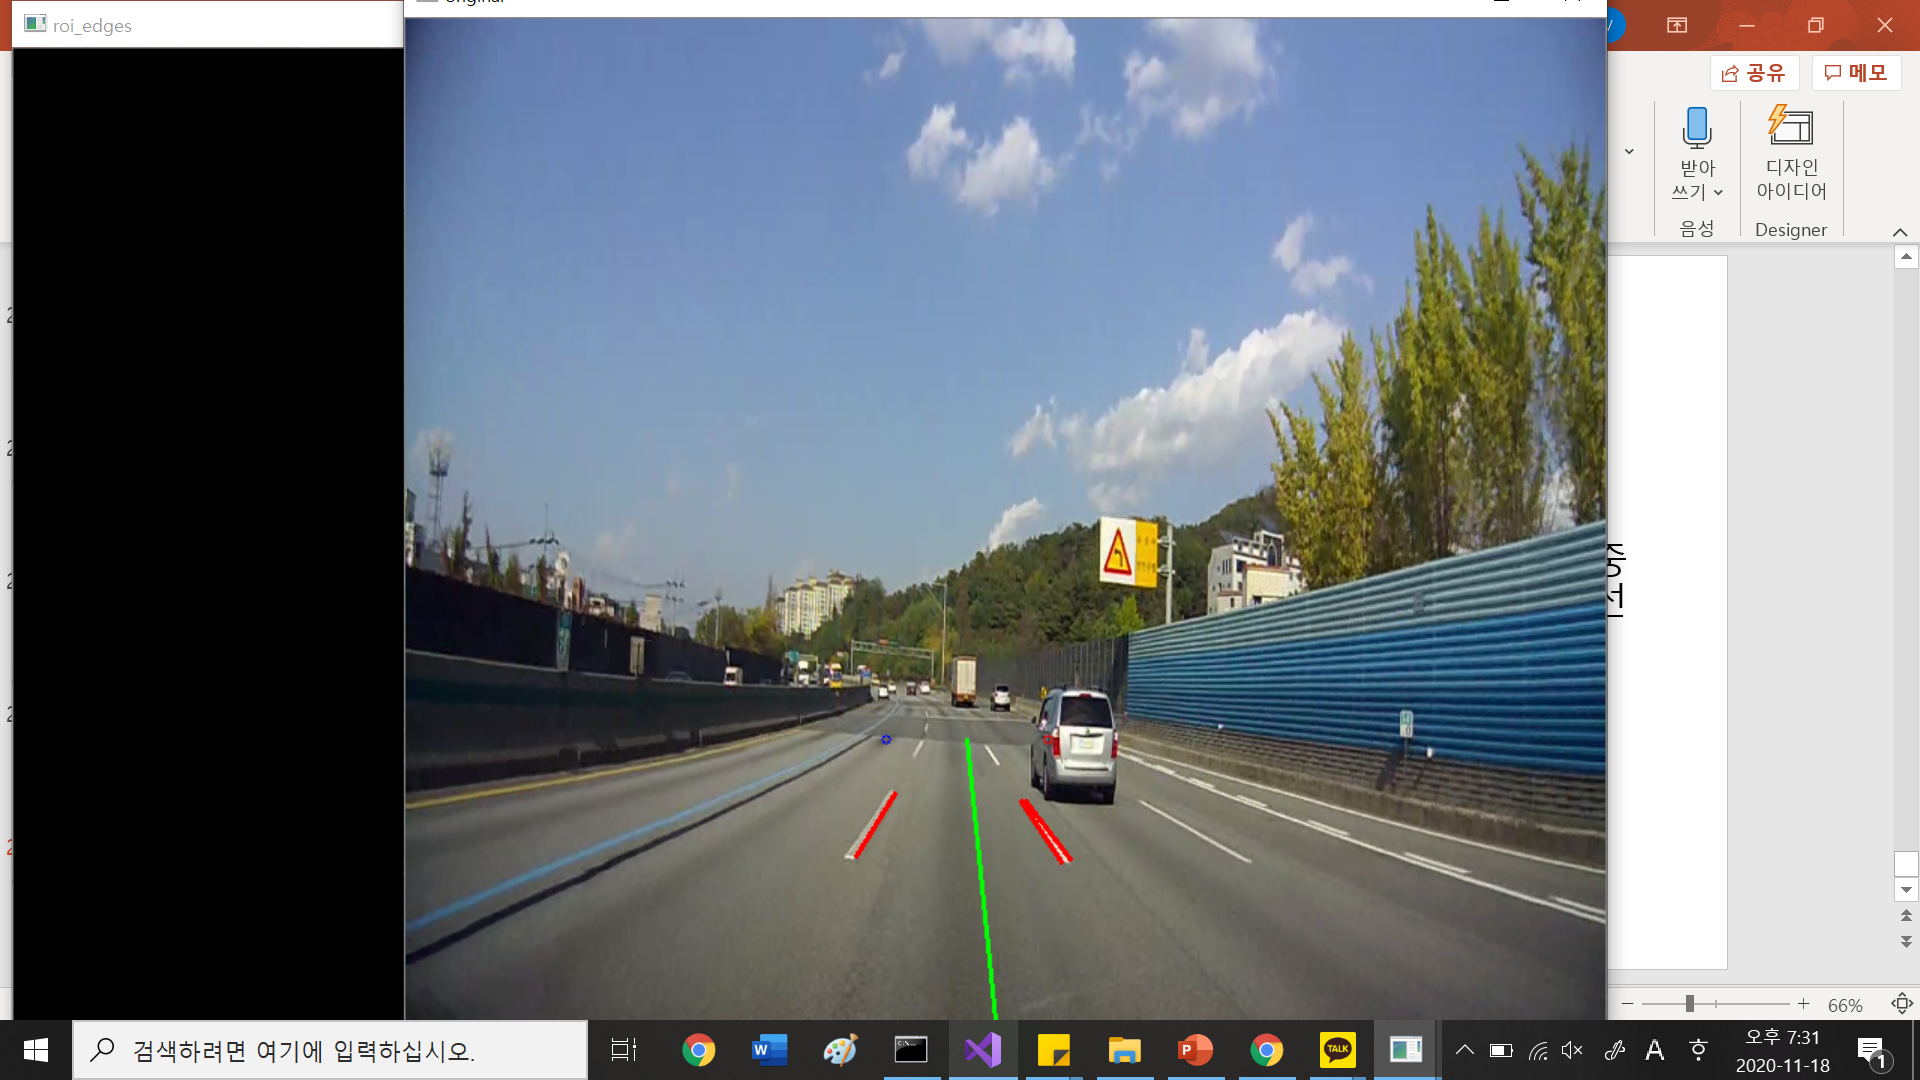 roi_edges
공유
메모
받아
쓰기
디자인
아이디어
음성
Designer
66%
검색하려면 여기에 입력하십시오.
TALK
A
오후 7:31
2020-11-18
1